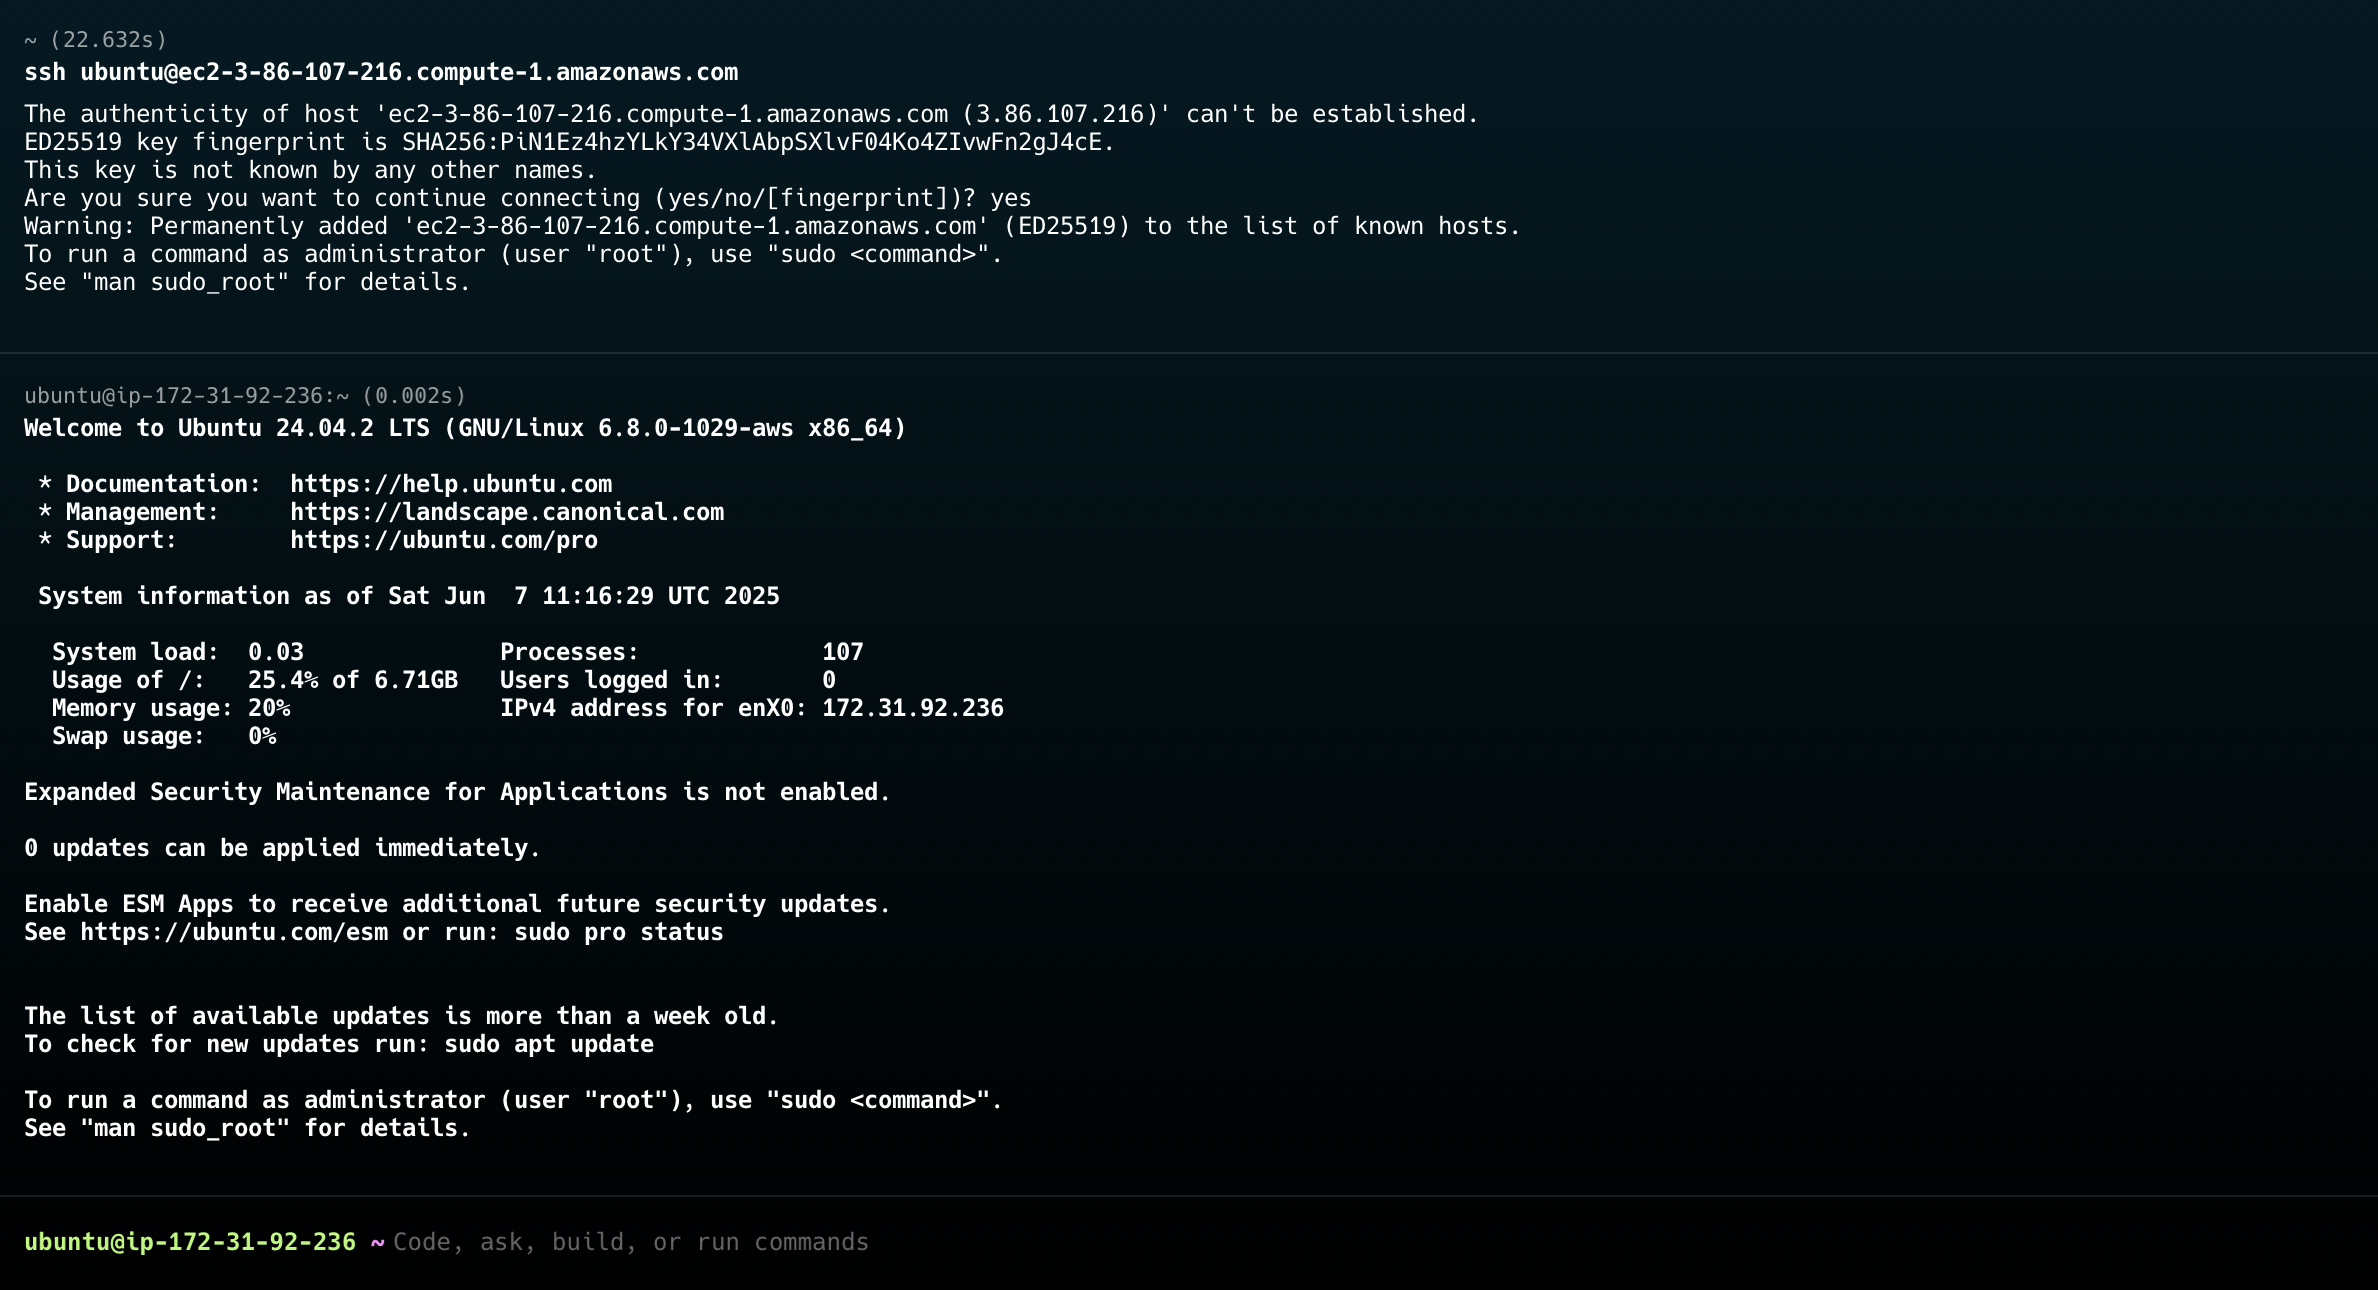 ~ (22.632s)
ssh ubuntu@ec2-3-86-107-216.compute-1.amazonaws.com
The authenticity of host 'ec2-3-86-107-216.compute-1.amazonaws.com (3.86.107.216)' can't be established.
ED25519 key fingerprint is SHA256:PiN1Ez4hzYLkY34VXlAbpSXlvF04Ko4ZIvwFn2gJ4cE.
This key is not known by any other names.
Are you sure you want to continue connecting (yes/no/[fingerprint])? yes
Warning: Permanently added 'ec2-3-86-107-216.compute-1.amazonaws.com' (ED25519) to the list of known hosts.
To run a command as administrator (user "root"), use "sudo <command>".
See "man sudo_root" for details.
ubuntu@ip-172-31-92-236:~ (0.002s)
Welcome to Ubuntu 24.04.2 LTS (GNU/Linux 6.8.0-1029-aws x86_64)
* Documentation:  https://help.ubuntu.com
* Management:     https://landscape.canonical.com
* Support:        https://ubuntu.com/pro
System information as of Sat Jun  7 11:16:29 UTC 2025
System load:  0.03              Processes:             107
Usage of /:   25.4% of 6.71GB   Users logged in:       0
Memory usage: 20%               IPv4 address for enX0: 172.31.92.236
Swap usage:   0%
Expanded Security Maintenance for Applications is not enabled.
0 updates can be applied immediately.
Enable ESM Apps to receive additional future security updates.
See https://ubuntu.com/esm or run: sudo pro status
The list of available updates is more than a week old.
To check for new updates run: sudo apt update
To run a command as administrator (user "root"), use "sudo <command>".
See "man sudo_root" for details.
ubuntu@ip-172-31-92-236 ~ Code, ask, build, or run commands